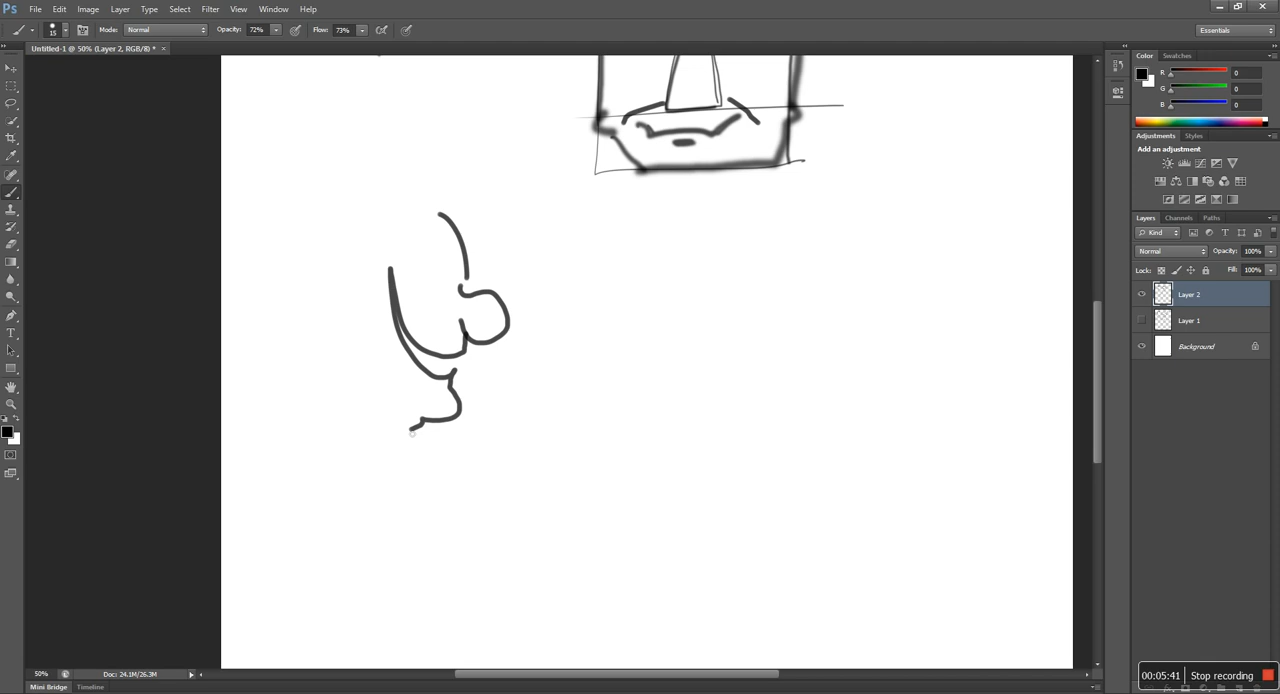 Ps File Edit Image Layer Type Select Filter View Window Help
15 Mode: Normal Opacity: 72% Flow: 73% Essentials
Untitled-1 @ 50% (Layer 2, RGB/8) * ×
Color Swatches
R 0
G 0
B 0
Adjustments Styles
Add an adjustment
Layers Channels Paths
Kind
Normal Opacity: 100%
Lock: Fill: 100%
Layer 2
Layer 1
Background
50% Doc: 24.1M/26.3M
Mini Bridge Timeline
00:05:41 Stop recording